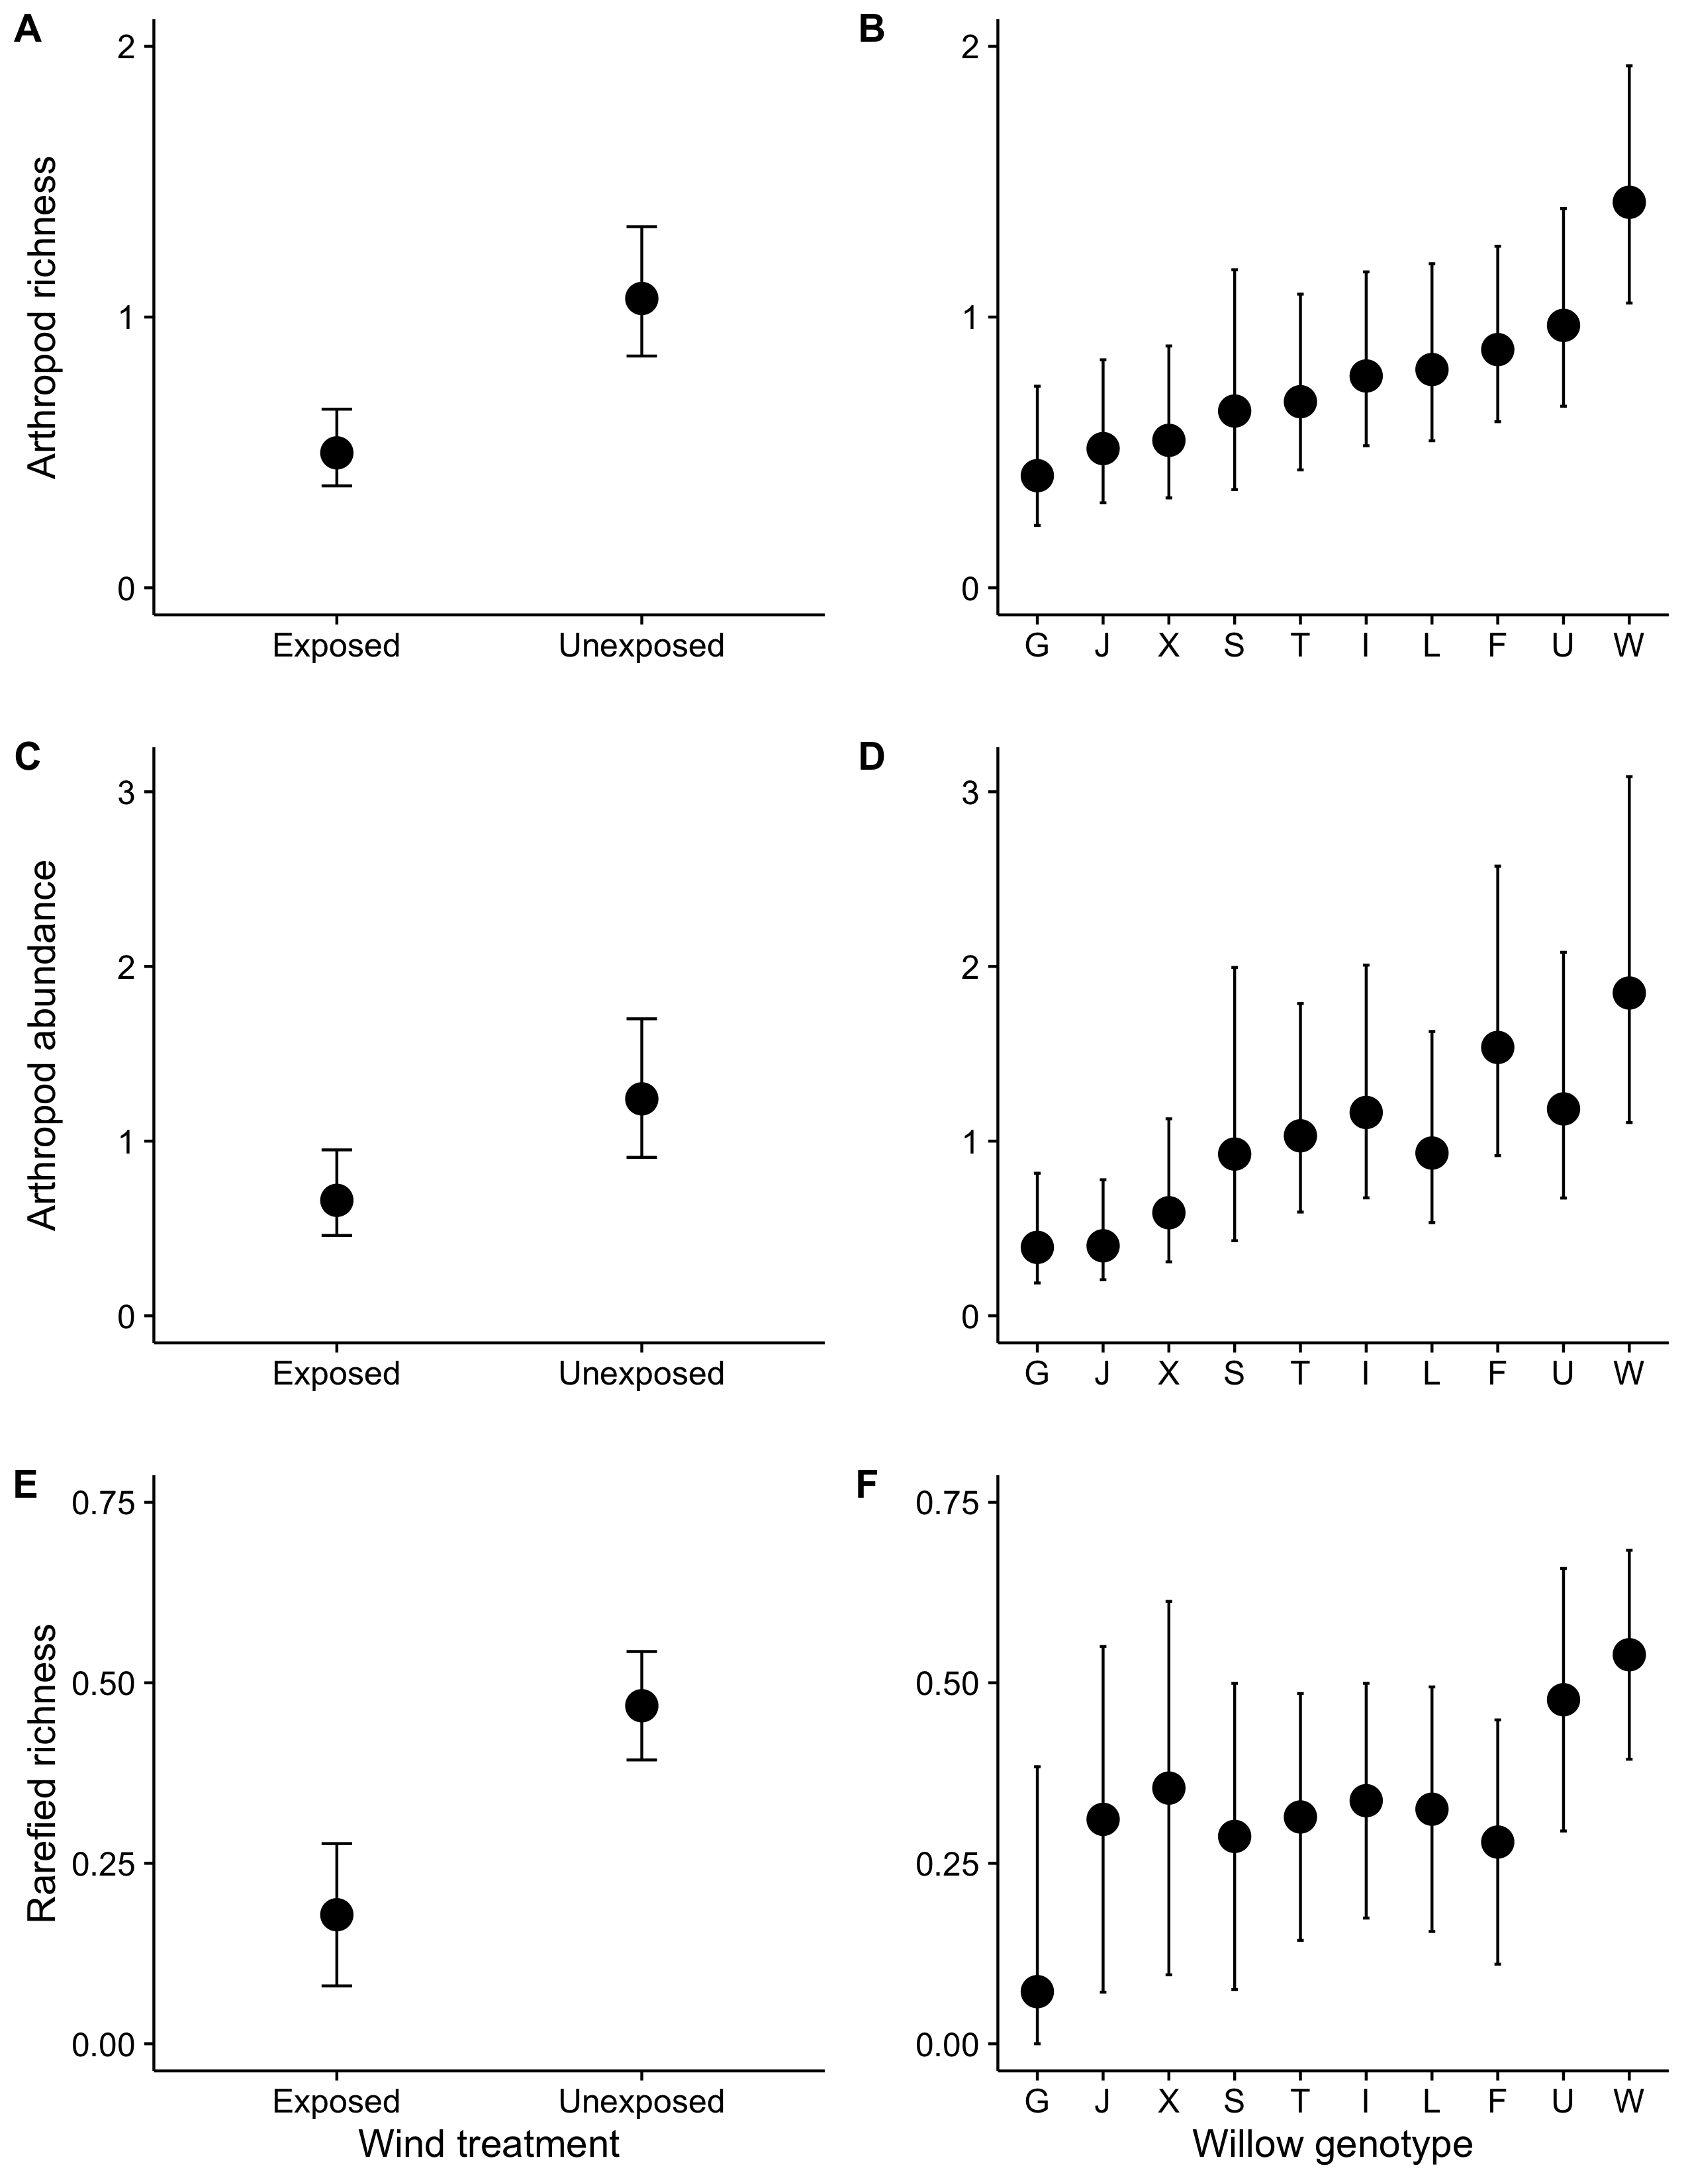 A
Arthropod richness
2
1
0
Exposed Unexposed
B
2
1
0
G J X S T I L F U W
C
Arthropod abundance
3
2
1
0
Exposed Unexposed
D
3
2
1
0
G J X S T I L F U W
E
Rarefied richness
0.75
0.50
0.25
0.00
Exposed Unexposed
Wind treatment
F
0.75
0.50
0.25
0.00
G J X S T I L F U W
Willow genotype